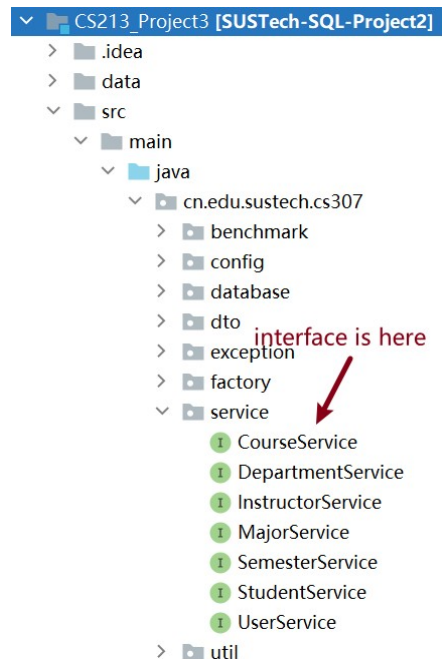 CS213_Project3 [SUSTech-SQL-Project2]
.idea
data
src
main
java
cn.edu.sustech.cs307
benchmark
config
database
dto
interface is here
exception
factory
service
I CourseService
I DepartmentService
I InstructorService
I MajorService
I SemesterService
I StudentService
I UserService
util